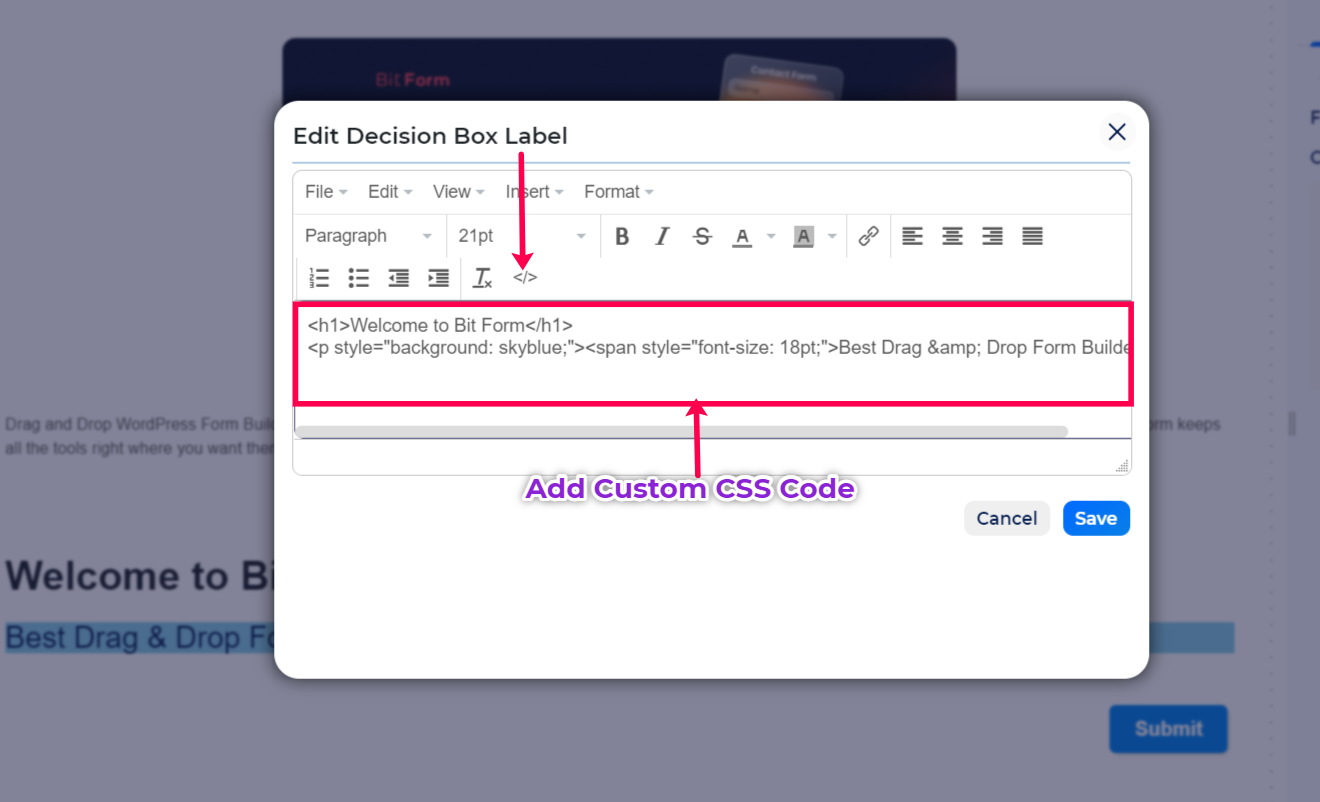 Bit Form
Contact Form
Name
Edit Decision Box Label
File Edit View Insert Format
Paragraph 21pt B I S A A
</>
<h1>Welcome to Bit Form</h1>
<p style="background: skyblue;"><span style="font-size: 18pt;">Best Drag &amp; Drop Form Builde
Drag and Drop WordPress Form Buil
orm keeps
all the tools right where you want the
Add Custom CSS Code
Cancel Save
Welcome to Bi
Best Drag & Drop Fo
Submit